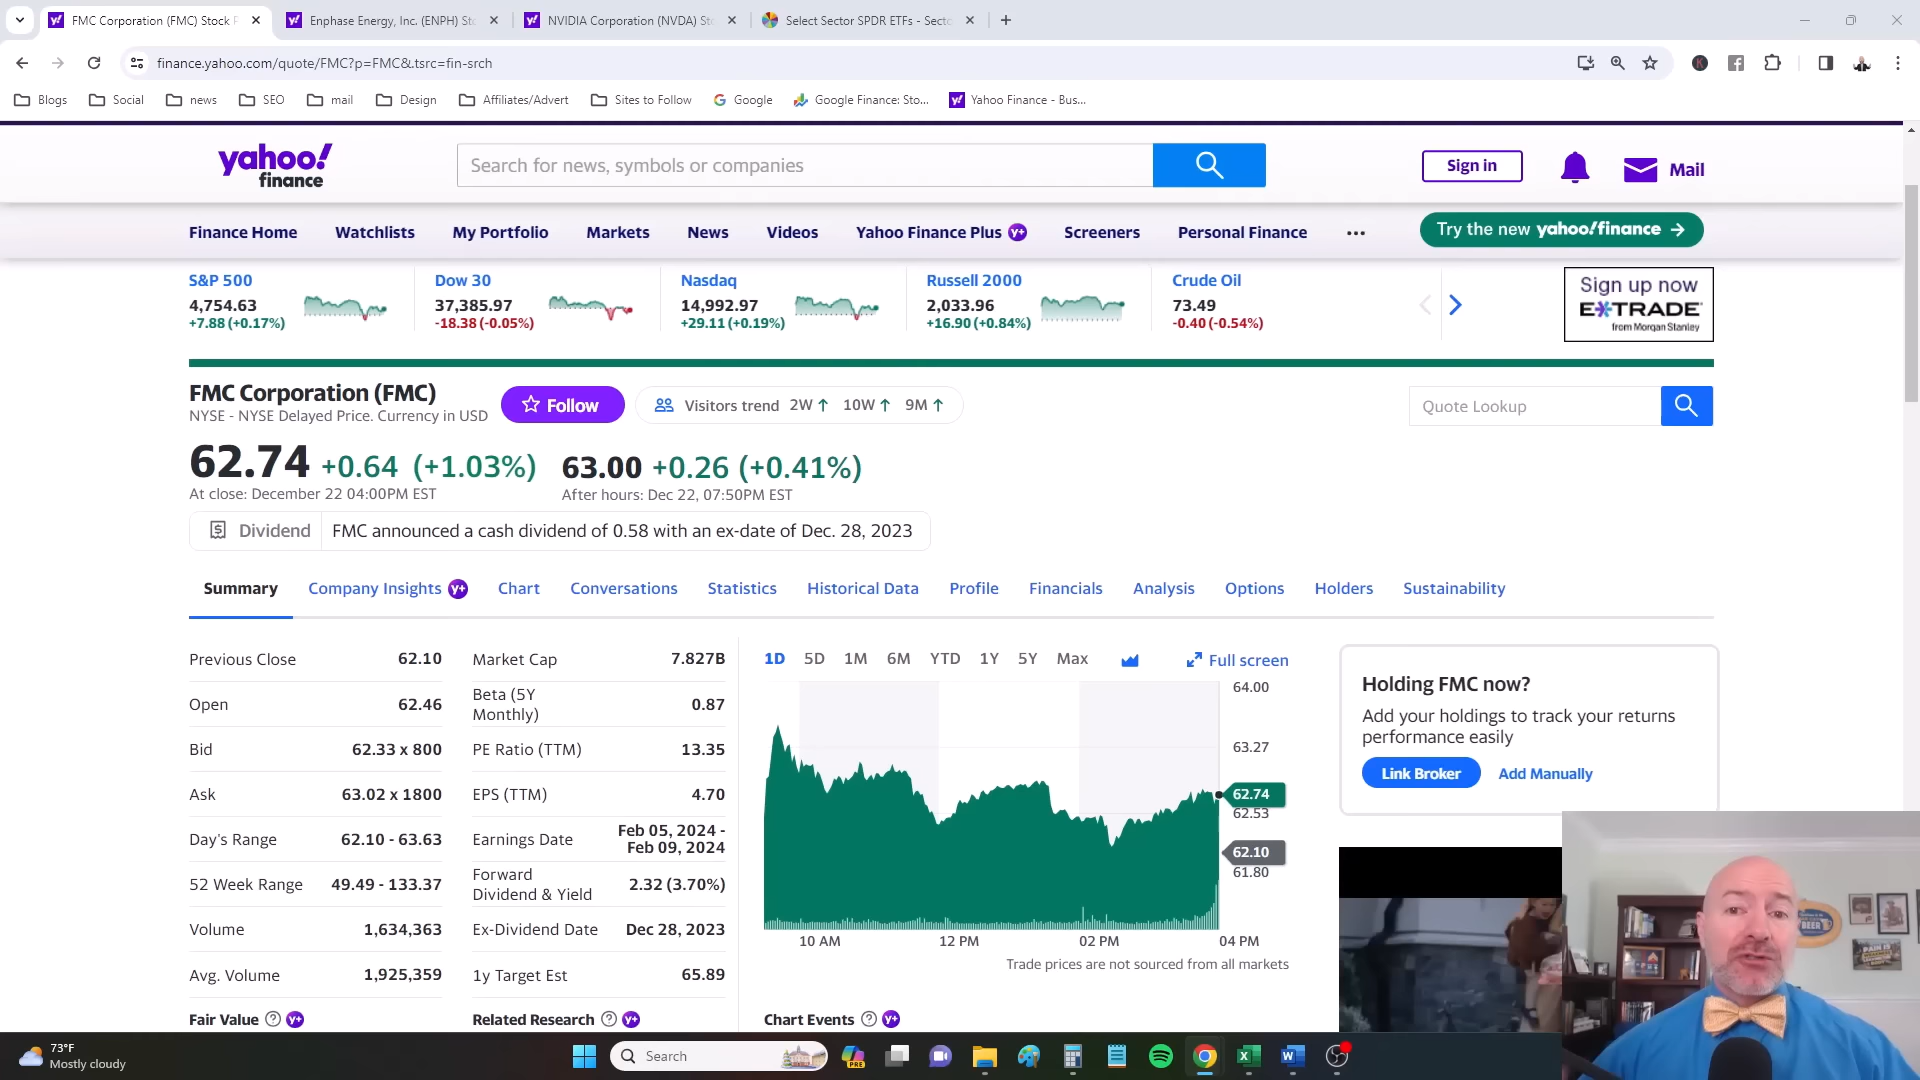 FMC Corporation (FMC) Stock P
Enphase Energy, Inc. (ENPH) Sto
NVIDIA Corporation (NVDA) Sto
Select Sector SPDR ETFs - Secto
finance.yahoo.com/quote/FMC?p=FMC&.tsrc=fin-srch
Blogs Social news SEO mail Design Affiliates/Advert Sites to Follow Google Google Finance: Sto... Yahoo Finance - Bus...
yahoo!
finance
Search for news, symbols or companies
Sign in
Mail
Finance Home Watchlists My Portfolio Markets News Videos Yahoo Finance Plus y+ Screeners Personal Finance ...
Try the new yahoo!finance →
S&P 500
4,754.63
+7.88 (+0.17%)
Dow 30
37,385.97
-18.38 (-0.05%)
Nasdaq
14,992.97
+29.11 (+0.19%)
Russell 2000
2,033.96
+16.90 (+0.84%)
Crude Oil
73.49
-0.40 (-0.54%)
Sign up now
E*TRADE
from Morgan Stanley
FMC Corporation (FMC)
NYSE - NYSE Delayed Price. Currency in USD
Follow
Visitors trend 2W ↑ 10W ↑ 9M ↑
Quote Lookup
62.74 +0.64 (+1.03%)
At close: December 22 04:00PM EST
63.00 +0.26 (+0.41%)
After hours: Dec 22, 07:50PM EST
Dividend FMC announced a cash dividend of 0.58 with an ex-date of Dec. 28, 2023
Summary Company Insights y+ Chart Conversations Statistics Historical Data Profile Financials Analysis Options Holders Sustainability
Previous Close 62.10
Open 62.46
Bid 62.33 x 800
Ask 63.02 x 1800
Day's Range 62.10 - 63.63
52 Week Range 49.49 - 133.37
Volume 1,634,363
Avg. Volume 1,925,359
Market Cap 7.827B
Beta (5Y
Monthly) 0.87
PE Ratio (TTM) 13.35
EPS (TTM) 4.70
Earnings Date Feb 05, 2024 -
Feb 09, 2024
Forward
Dividend & Yield 2.32 (3.70%)
Ex-Dividend Date Dec 28, 2023
1y Target Est 65.89
1D 5D 1M 6M YTD 1Y 5Y Max Full screen
64.00
63.27
62.74
62.53
62.10
61.80
10 AM 12 PM 02 PM 04 PM
Trade prices are not sourced from all markets
Holding FMC now?
Add your holdings to track your returns
performance easily
Link Broker Add Manually
Fair Value ? y+
Related Research ? y+
Chart Events ? y+
BEER
PAIN IS
73°F
Mostly cloudy
Search
PRE